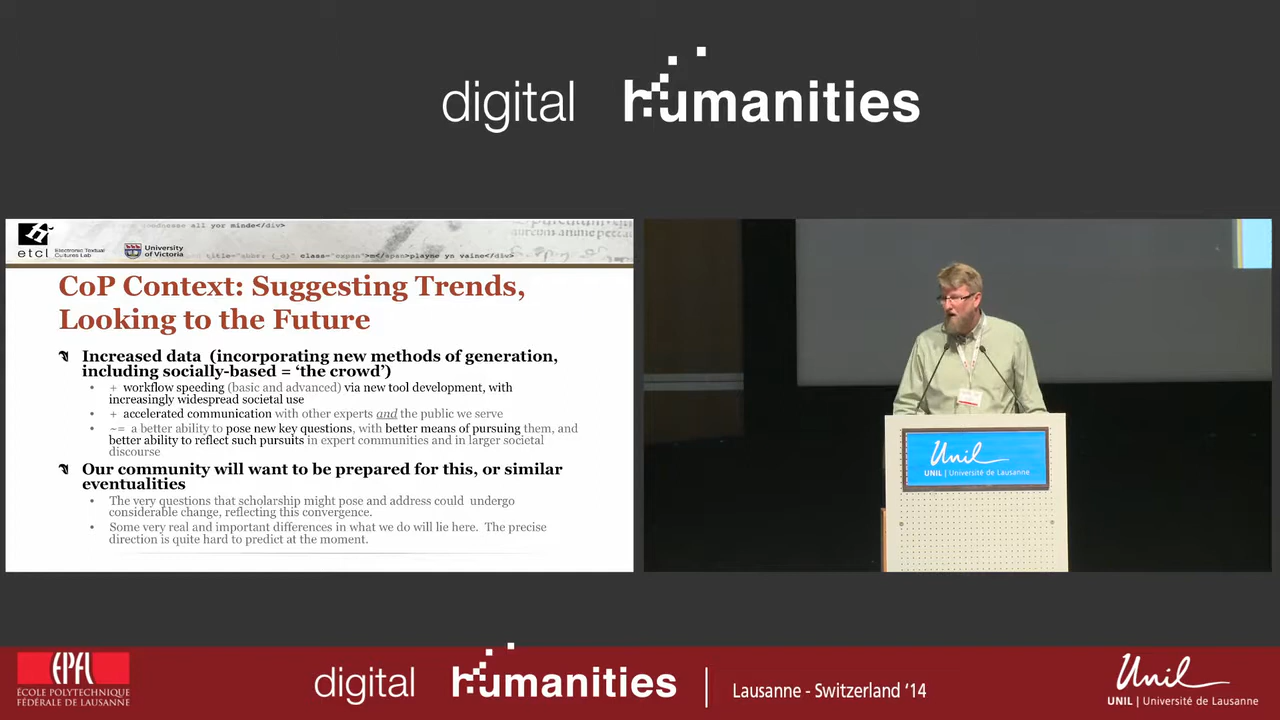 digital humanities
etcl
Electronic Textual
Cultures Lab
University
of Victoria
CoP Context: Suggesting Trends,
Looking to the Future
Increased data (incorporating new methods of generation,
including socially-based = ‘the crowd’)
• + workflow speeding (basic and advanced) via new tool development, with
increasingly widespread societal use
• + accelerated communication with other experts and the public we serve
• ~= a better ability to pose new key questions, with better means of pursuing them, and
better ability to reflect such pursuits in expert communities and in larger societal
discourse
Our community will want to be prepared for this, or similar
eventualities
• The very questions that scholarship might pose and address could undergo
considerable change, reflecting this convergence.
• Some very real and important differences in what we do will lie here. The precise
direction is quite hard to predict at the moment.
Unil
UNIL | Université de Lausanne
EPFL
ÉCOLE POLYTECHNIQUE
FÉDÉRALE DE LAUSANNE
digital humanities
Lausanne - Switzerland ‘14
Unil
UNIL | Université de Lausanne